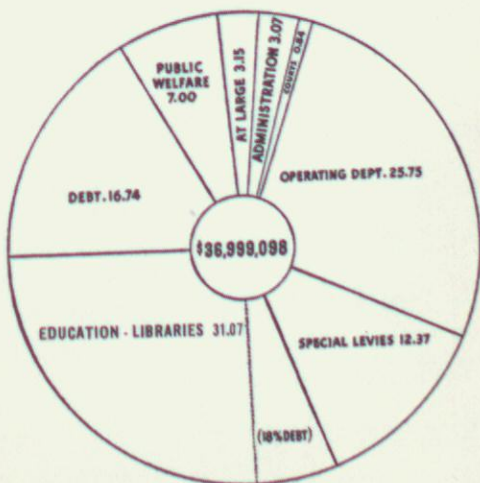 PUBLIC
WELFARE
7.00
AT LARGE 3.15
ADMINISTRATION 3.07
COURTS 0.84
OPERATING DEPT. 25.75
DEBT. 16.74
$36,999,098
EDUCATION - LIBRARIES 31.07
SPECIAL LEVIES 12.37
(18% DEBT)